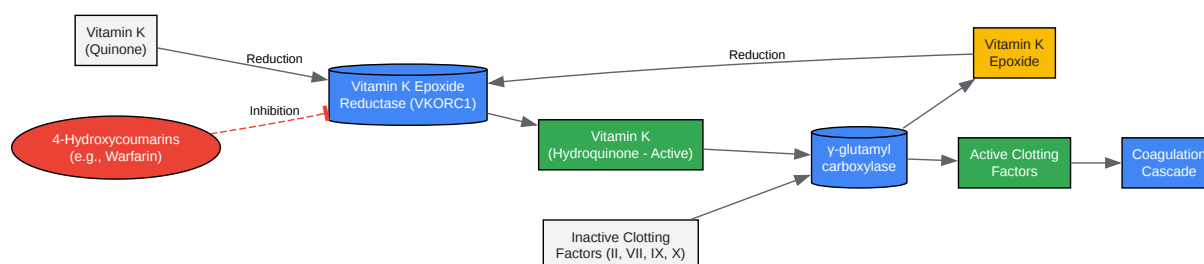 Vitamin K
(Quinone)
Reduction
Vitamin K Epoxide
Reductase (VKORC1)
Inhibition
4-Hydroxycoumarins
(e.g., Warfarin)
Reduction
Vitamin K
Epoxide
Vitamin K
(Hydroquinone - Active)
γ-glutamyl
carboxylase
Active Clotting
Factors
Coagulation
Cascade
Inactive Clotting
Factors (II, VII, IX, X)